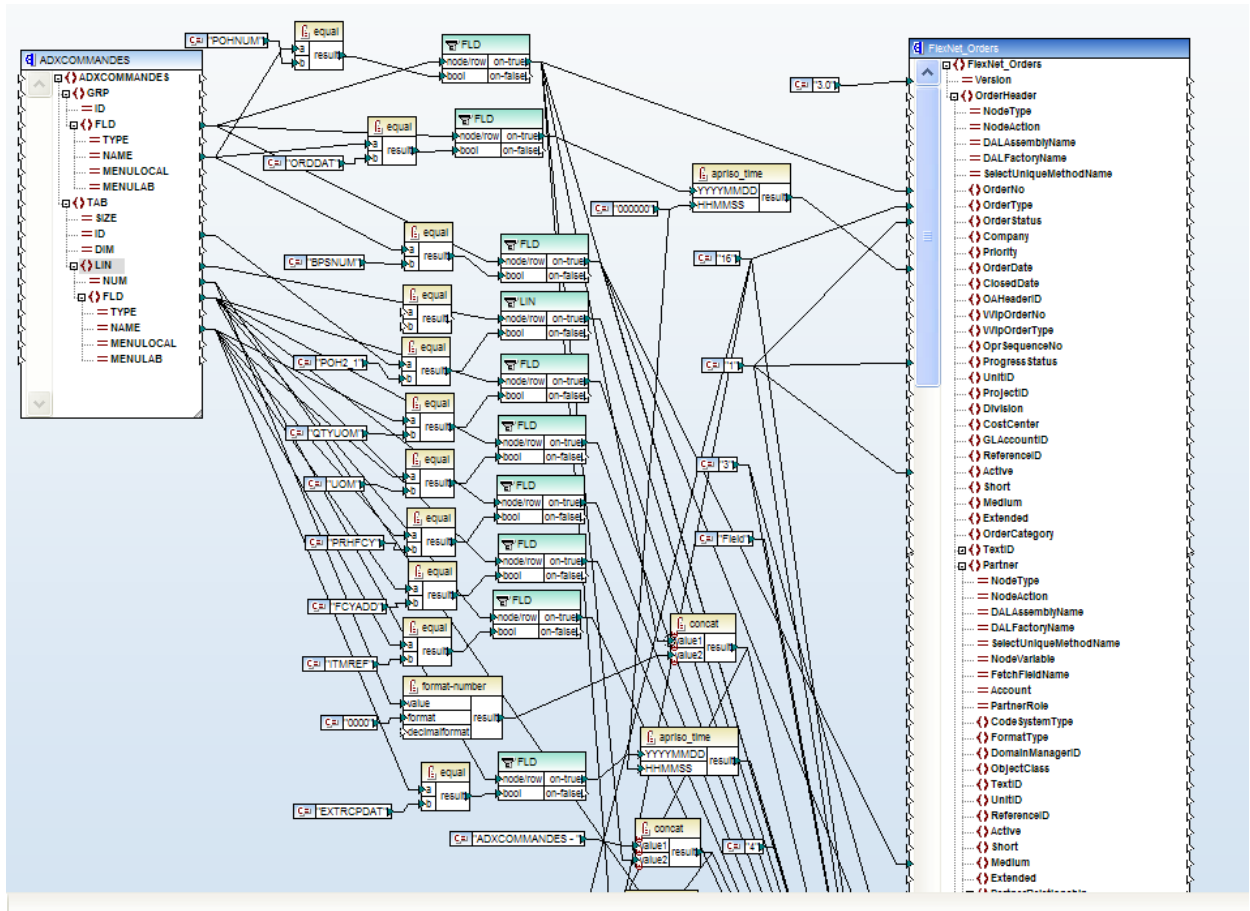 ADXCOMMANDES
ADXCOMMANDES
GRP
ID
FLD
TYPE
NAME
MENULOCAL
MENULAB
TAB
SIZE
ID
DIM
LIN
NUM
FLD
TYPE
NAME
MENULOCAL
MENULAB
"POHNUM"
equal
a
b
result
FLD
node/row on-true
bool on-false
"ORDDAT"
equal
a
b
result
FLD
node/row on-true
bool on-false
"BPSNUM"
equal
a
b
result
FLD
node/row on-true
bool on-false
equal
a
b
result
LIN
node/row on-true
bool on-false
"POH2_1"
equal
a
b
result
FLD
node/row on-true
bool on-false
"QTYUOM"
equal
a
b
result
FLD
node/row on-true
bool on-false
"UOM"
equal
a
b
result
FLD
node/row on-true
bool on-false
"PRHFCY"
equal
a
b
result
FLD
node/row on-true
bool on-false
"FCYADD"
equal
a
b
result
FLD
node/row on-true
bool on-false
"ITMREF"
equal
a
b
result
"0000"
format-number
value
format
decimalformat
result
"EXTRCPDAT"
equal
a
b
result
FLD
node/row on-true
bool on-false
"ADXCOMMANDES - "
concat
value1
value2
result
"000000"
apriso_time
YYYYMMDD
HHMMSS
result
"3.0"
"16"
"1"
"3"
"Field"
concat
value1
value2
result
apriso_time
YYYYMMDD
HHMMSS
result
"4"
FlexNet_Orders
FlexNet_Orders
Version
OrderHeader
NodeType
NodeAction
DALAssemblyName
DALFactoryName
SelectUniqueMethodName
OrderNo
OrderType
OrderStatus
Company
Priority
OrderDate
ClosedDate
OAHeaderID
WipOrderNo
WipOrderType
OprSequenceNo
ProgressStatus
UnitID
ProjectID
Division
CostCenter
GLAccountID
ReferenceID
Active
Short
Medium
Extended
OrderCategory
TextID
Partner
NodeType
NodeAction
DALAssemblyName
DALFactoryName
SelectUniqueMethodName
NodeVariable
FetchFieldName
Account
PartnerRole
CodeSystemType
FormatType
DomainManagerID
ObjectClass
TextID
UnitID
ReferenceID
Active
Short
Medium
Extended